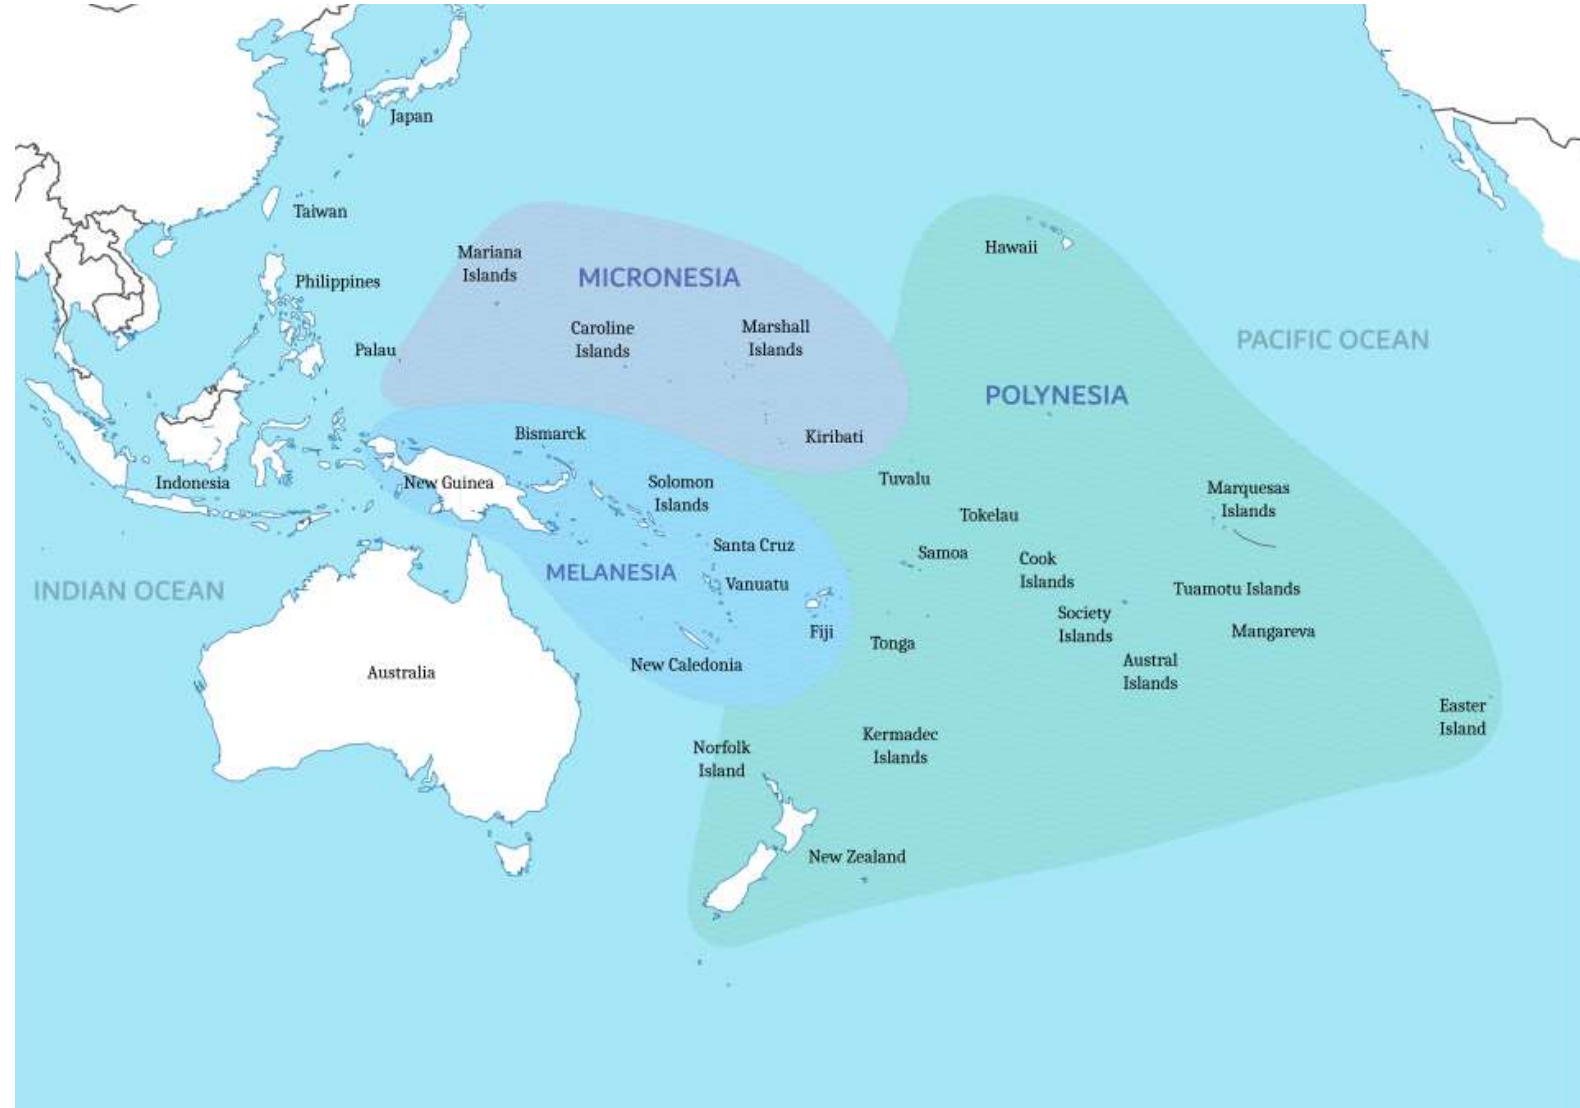 Japan
Taiwan
Mariana
Islands
Hawaii
MICRONESIA
Philippines
Caroline
Islands
Marshall
Islands
PACIFIC OCEAN
Palau
POLYNESIA
Bismarck
Kiribati
Indonesia
New Guinea
Solomon
Islands
Tuvalu
Marquesas
Islands
Tokelau
Santa Cruz
Samoa
Cook
Islands
MELANESIA
Vanuatu
INDIAN OCEAN
Tuamotu Islands
Society
Islands
Fiji
Mangareva
Tonga
New Caledonia
Austral
Islands
Australia
Easter
Island
Kermadec
Islands
Norfolk
Island
New Zealand